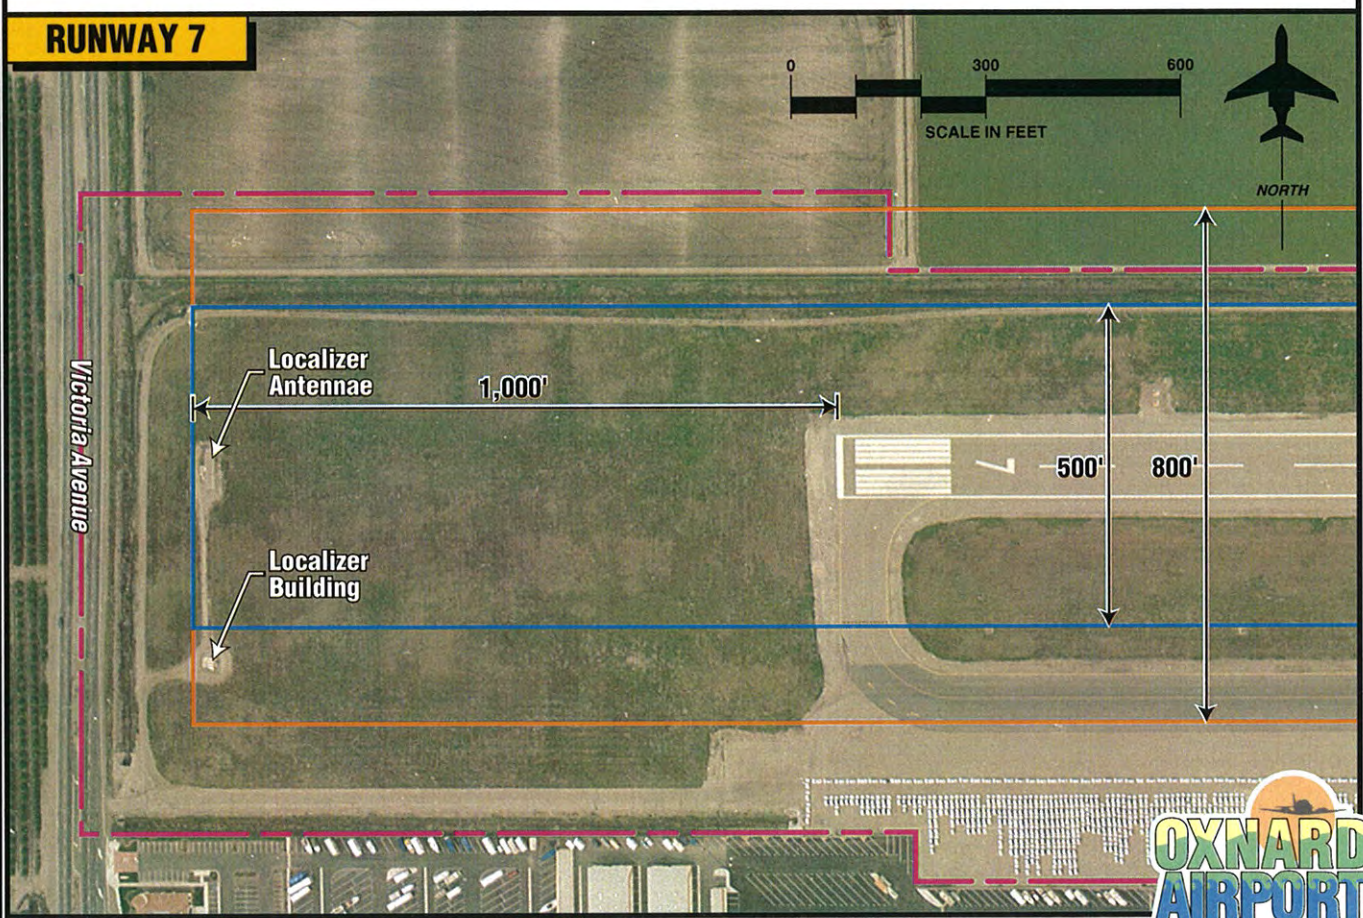 RUNWAY 7
0 300 600
SCALE IN FEET
NORTH
Victoria Avenue
Localizer
Antennae
1,000'
7
500'
800'
Localizer
Building
OXNARD
AIRPORT